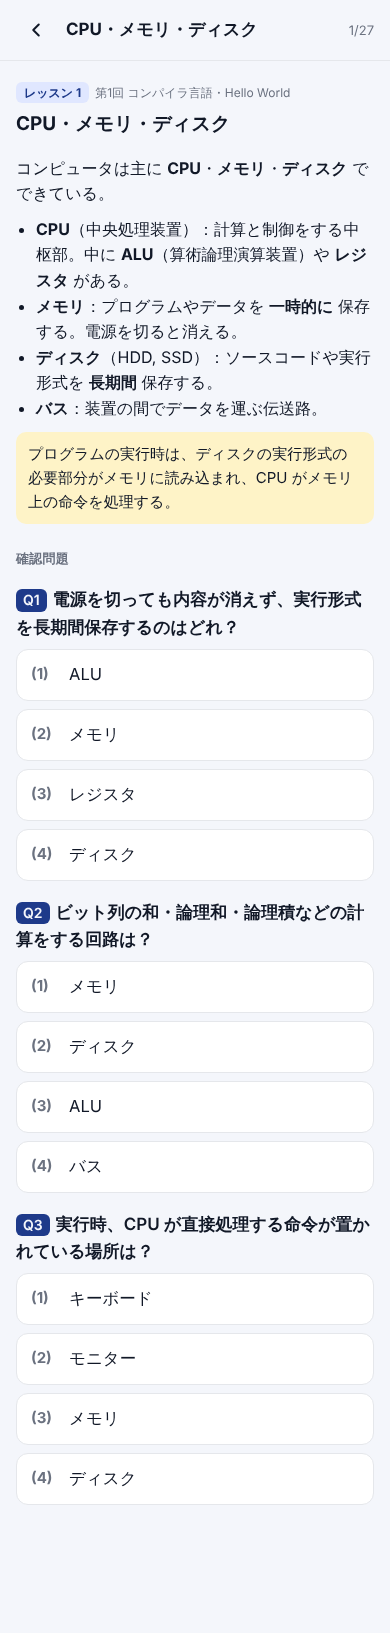 CPU・メモリ・ディスク
1/27
レッスン 1 第1回 コンパイラ言語・Hello World
CPU・メモリ・ディスク
コンピュータは主に CPU・メモリ・ディスク で
できている。
• CPU（中央処理装置）：計算と制御をする中
枢部。中に ALU（算術論理演算装置）や レジ
スタ がある。
• メモリ：プログラムやデータを 一時的に 保存
する。電源を切ると消える。
• ディスク（HDD, SSD）：ソースコードや実行
形式を 長期間 保存する。
• バス：装置の間でデータを運ぶ伝送路。
プログラムの実行時は、ディスクの実行形式の
必要部分がメモリに読み込まれ、CPU がメモリ
上の命令を処理する。
確認問題
Q1 電源を切っても内容が消えず、実行形式
を長期間保存するのはどれ？
(1) ALU
(2) メモリ
(3) レジスタ
(4) ディスク
Q2 ビット列の和・論理和・論理積などの計
算をする回路は？
(1) メモリ
(2) ディスク
(3) ALU
(4) バス
Q3 実行時、CPU が直接処理する命令が置か
れている場所は？
(1) キーボード
(2) モニター
(3) メモリ
(4) ディスク